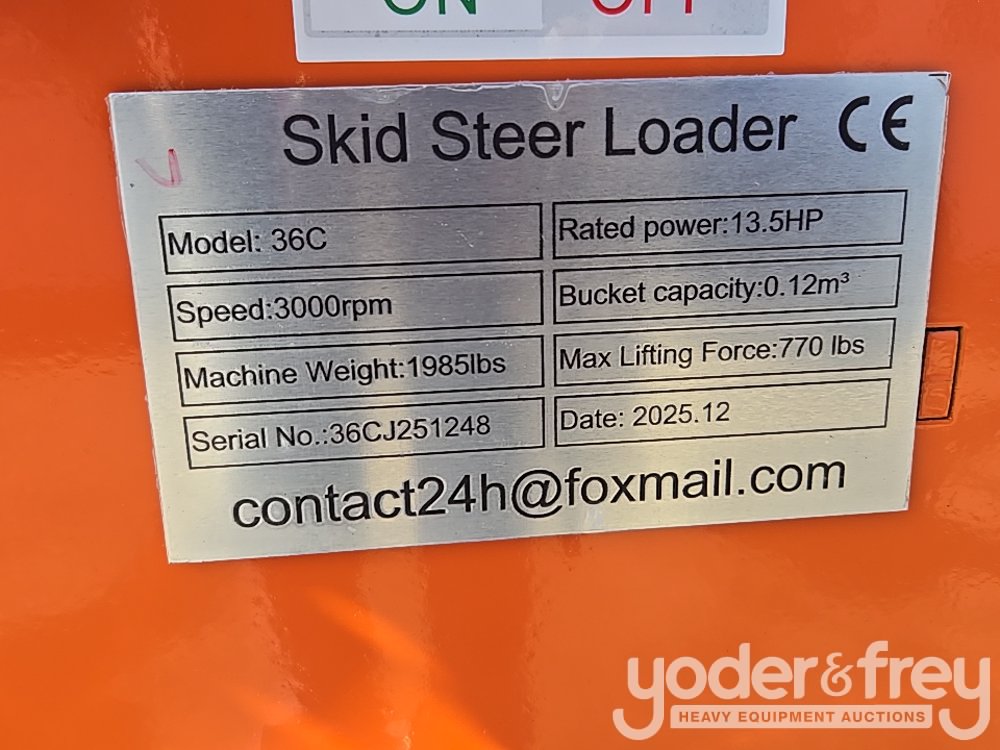 ON OFF
Skid Steer Loader CE
Model: 36C
Rated power:13.5HP
Speed:3000rpm
Bucket capacity:0.12m³
Machine Weight:1985lbs
Max Lifting Force:770 lbs
Serial No.:36CJ251248
Date: 2025.12
contact24h@foxmail.com
yoder&frey
HEAVY EQUIPMENT AUCTIONS